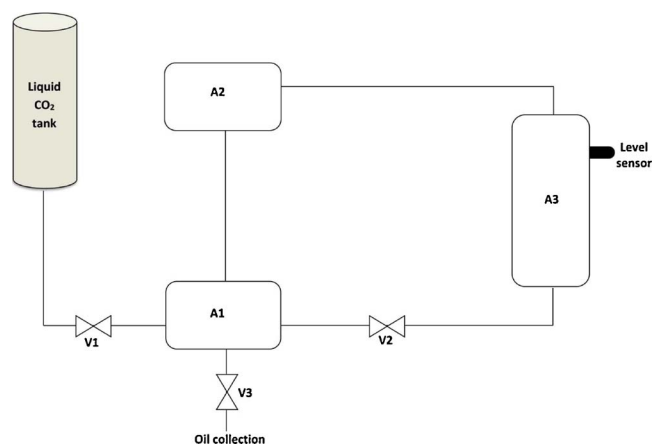 Liquid
CO₂
tank
A2
Level
sensor
A3
A1
V1
V2
V3
Oil collection